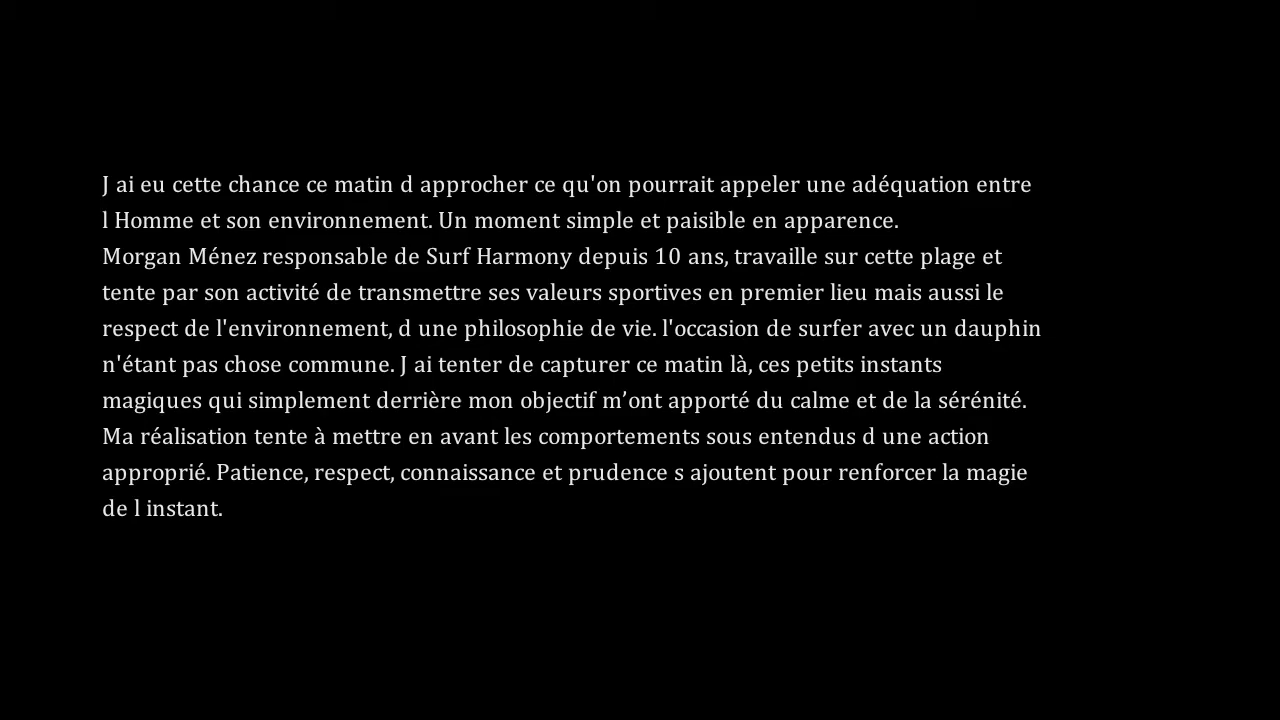 J ai eu cette chance ce matin d approcher ce qu'on pourrait appeler une adéquation entre
l Homme et son environnement. Un moment simple et paisible en apparence.
Morgan Ménez responsable de Surf Harmony depuis 10 ans, travaille sur cette plage et
tente par son activité de transmettre ses valeurs sportives en premier lieu mais aussi le
respect de l'environnement, d une philosophie de vie. l'occasion de surfer avec un dauphin
n'étant pas chose commune. J ai tenter de capturer ce matin là, ces petits instants
magiques qui simplement derrière mon objectif m’ont apporté du calme et de la sérénité.
Ma réalisation tente à mettre en avant les comportements sous entendus d une action
approprié. Patience, respect, connaissance et prudence s ajoutent pour renforcer la magie
de l instant.